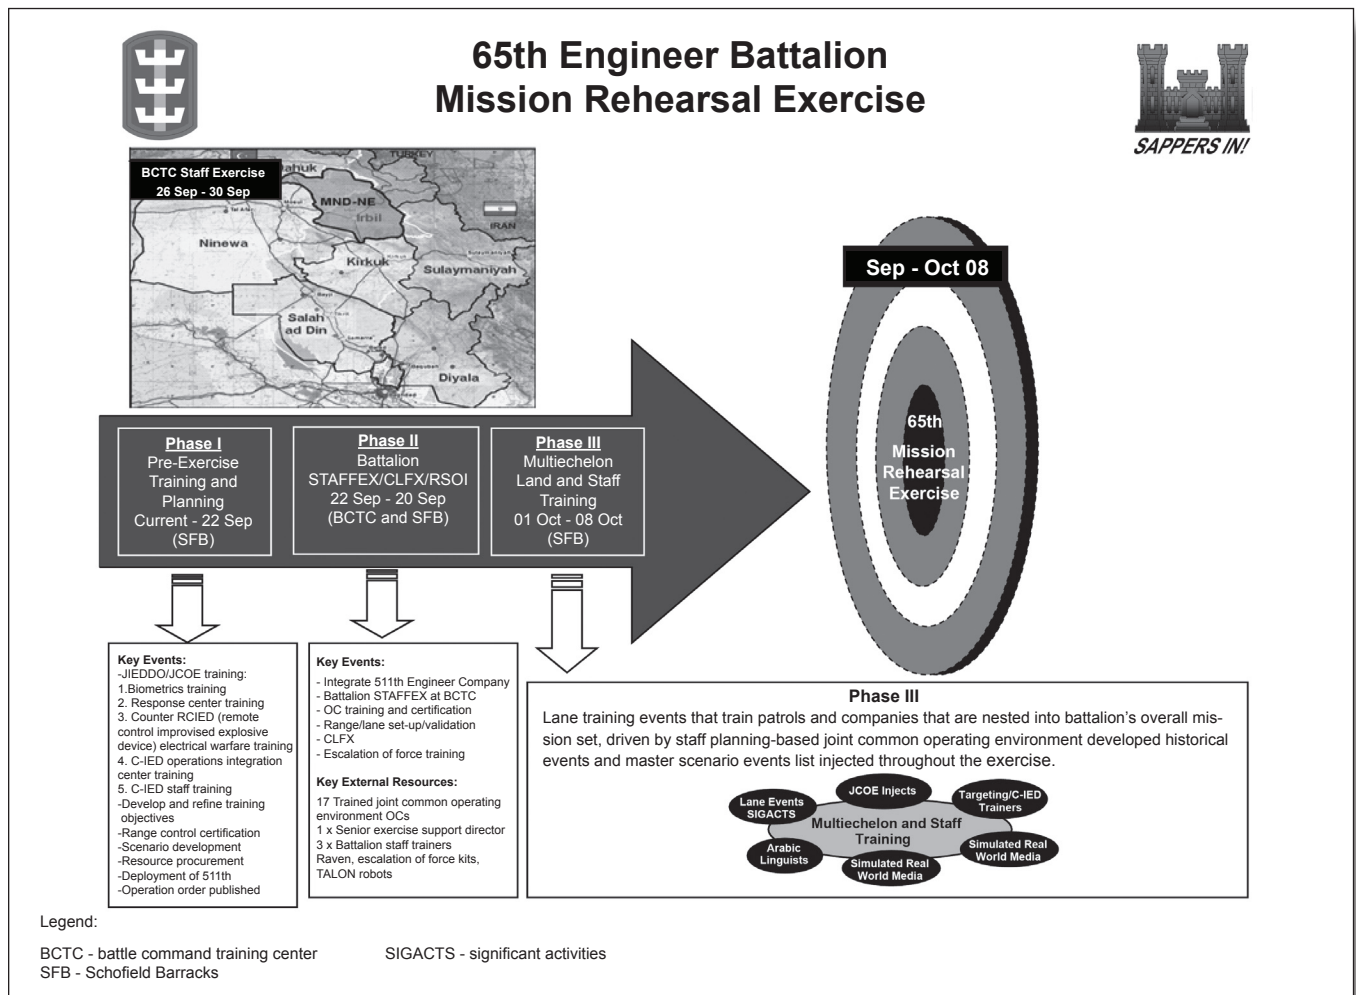 65th Engineer Battalion
Mission Rehearsal Exercise
SAPPERS IN!
BCTC Staff Exercise
26 Sep - 30 Sep
TURKEY
MND-NE
Irbil
IRAN
Ninewa
Kirkuk
Sulaymaniyah
Salah
ad Din
Diyala
Sep - Oct 08
65th
Mission
Rehearsal
Exercise
Phase I
Pre-Exercise
Training and
Planning
Current - 22 Sep
(SFB)
Phase II
Battalion
STAFFEX/CLFX/RSOI
22 Sep - 20 Sep
(BCTC and SFB)
Phase III
Multiechelon
Land and Staff
Training
01 Oct - 08 Oct
(SFB)
Key Events:
-JIEDDO/JCOE training:
1.Biometrics training
2. Response center training
3. Counter RCIED (remote
control improvised explosive
device) electrical warfare training
4. C-IED operations integration
center training
5. C-IED staff training
-Develop and refine training
objectives
-Range control certification
-Scenario development
-Resource procurement
-Deployment of 511th
-Operation order published
Key Events:
- Integrate 511th Engineer Company
- Battalion STAFFEX at BCTC
- OC training and certification
- Range/lane set-up/validation
- CLFX
- Escalation of force training
Key External Resources:
17 Trained joint common operating
environment OCs
1 x Senior exercise support director
3 x Battalion staff trainers
Raven, escalation of force kits,
TALON robots
Phase III
Lane training events that train patrols and companies that are nested into battalion's overall mis-
sion set, driven by staff planning-based joint common operating environment developed historical
events and master scenario events list injected throughout the exercise.
Lane Events
SIGACTS
JCOE Injects
Targeting/C-IED
Trainers
Multiechelon and Staff
Training
Arabic
Linguists
Simulated Real
World Media
Simulated Real
World Media
Legend:
BCTC - battle command training center
SIGACTS - significant activities
SFB - Schofield Barracks